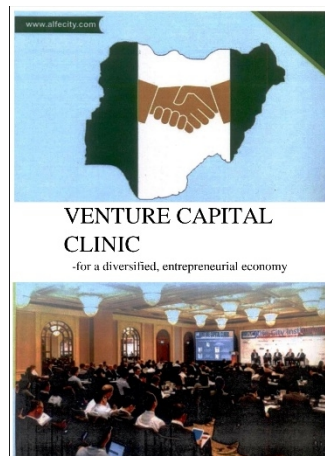 www.alfecity.com
VENTURE CAPITAL
CLINIC
-for a diversified, entrepreneurial economy